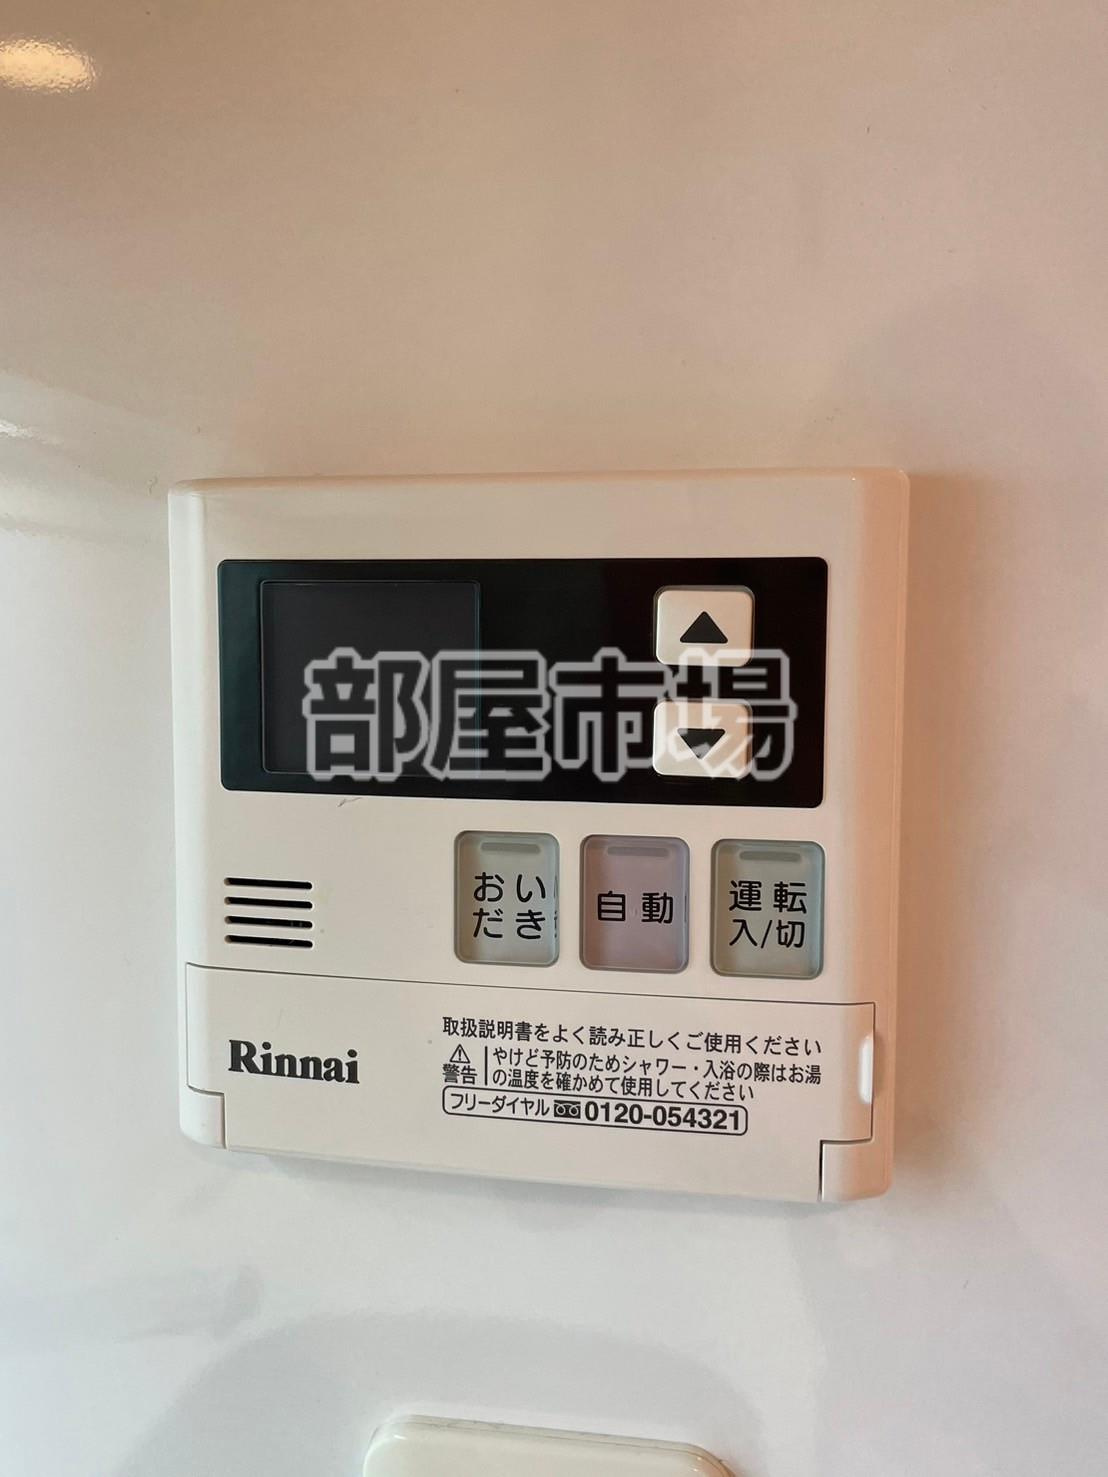 部屋市場
おい
だき
自動
運転
入/切
Rinnai
取扱説明書をよく読み正しくご使用ください
警告
やけど予防のためシャワー・入浴の際はお湯
の温度を確かめて使用してください
フリーダイヤル 0120-054321